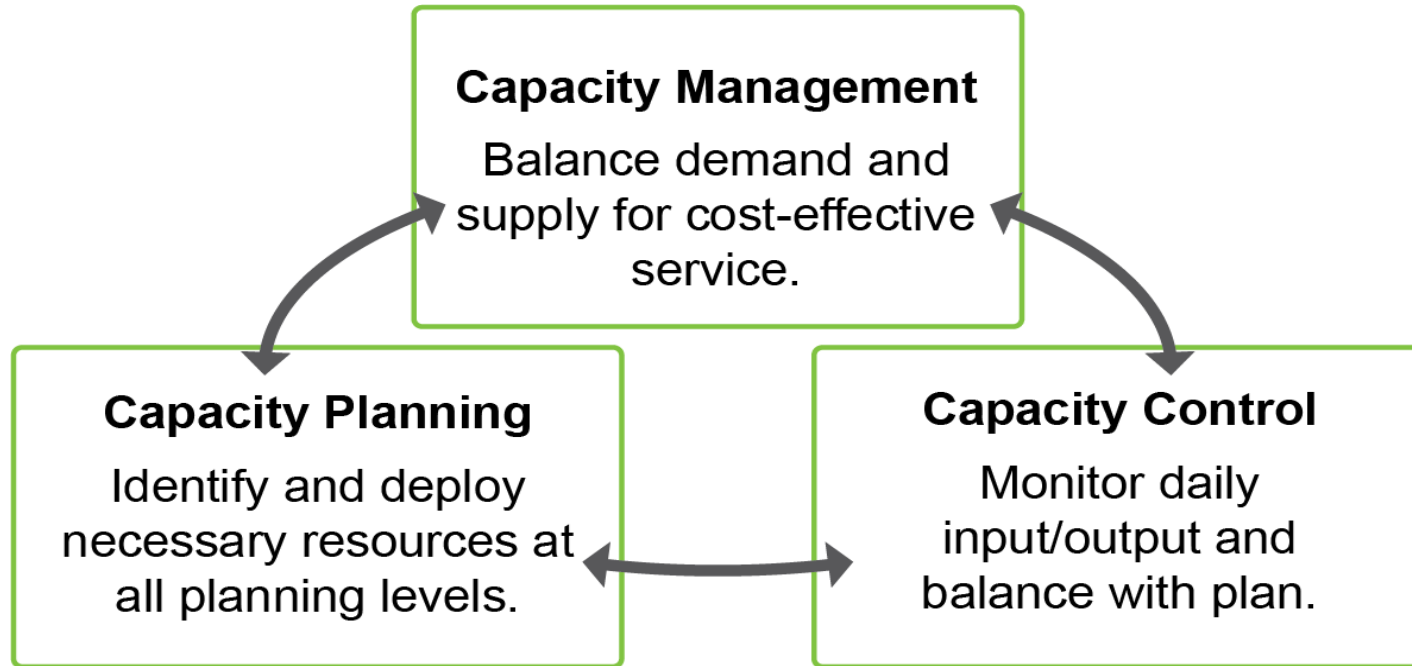 Capacity Management
Balance demand and
supply for cost-effective
service.
Capacity Planning
Identify and deploy
necessary resources at
all planning levels.
Capacity Control
Monitor daily
input/output and
balance with plan.